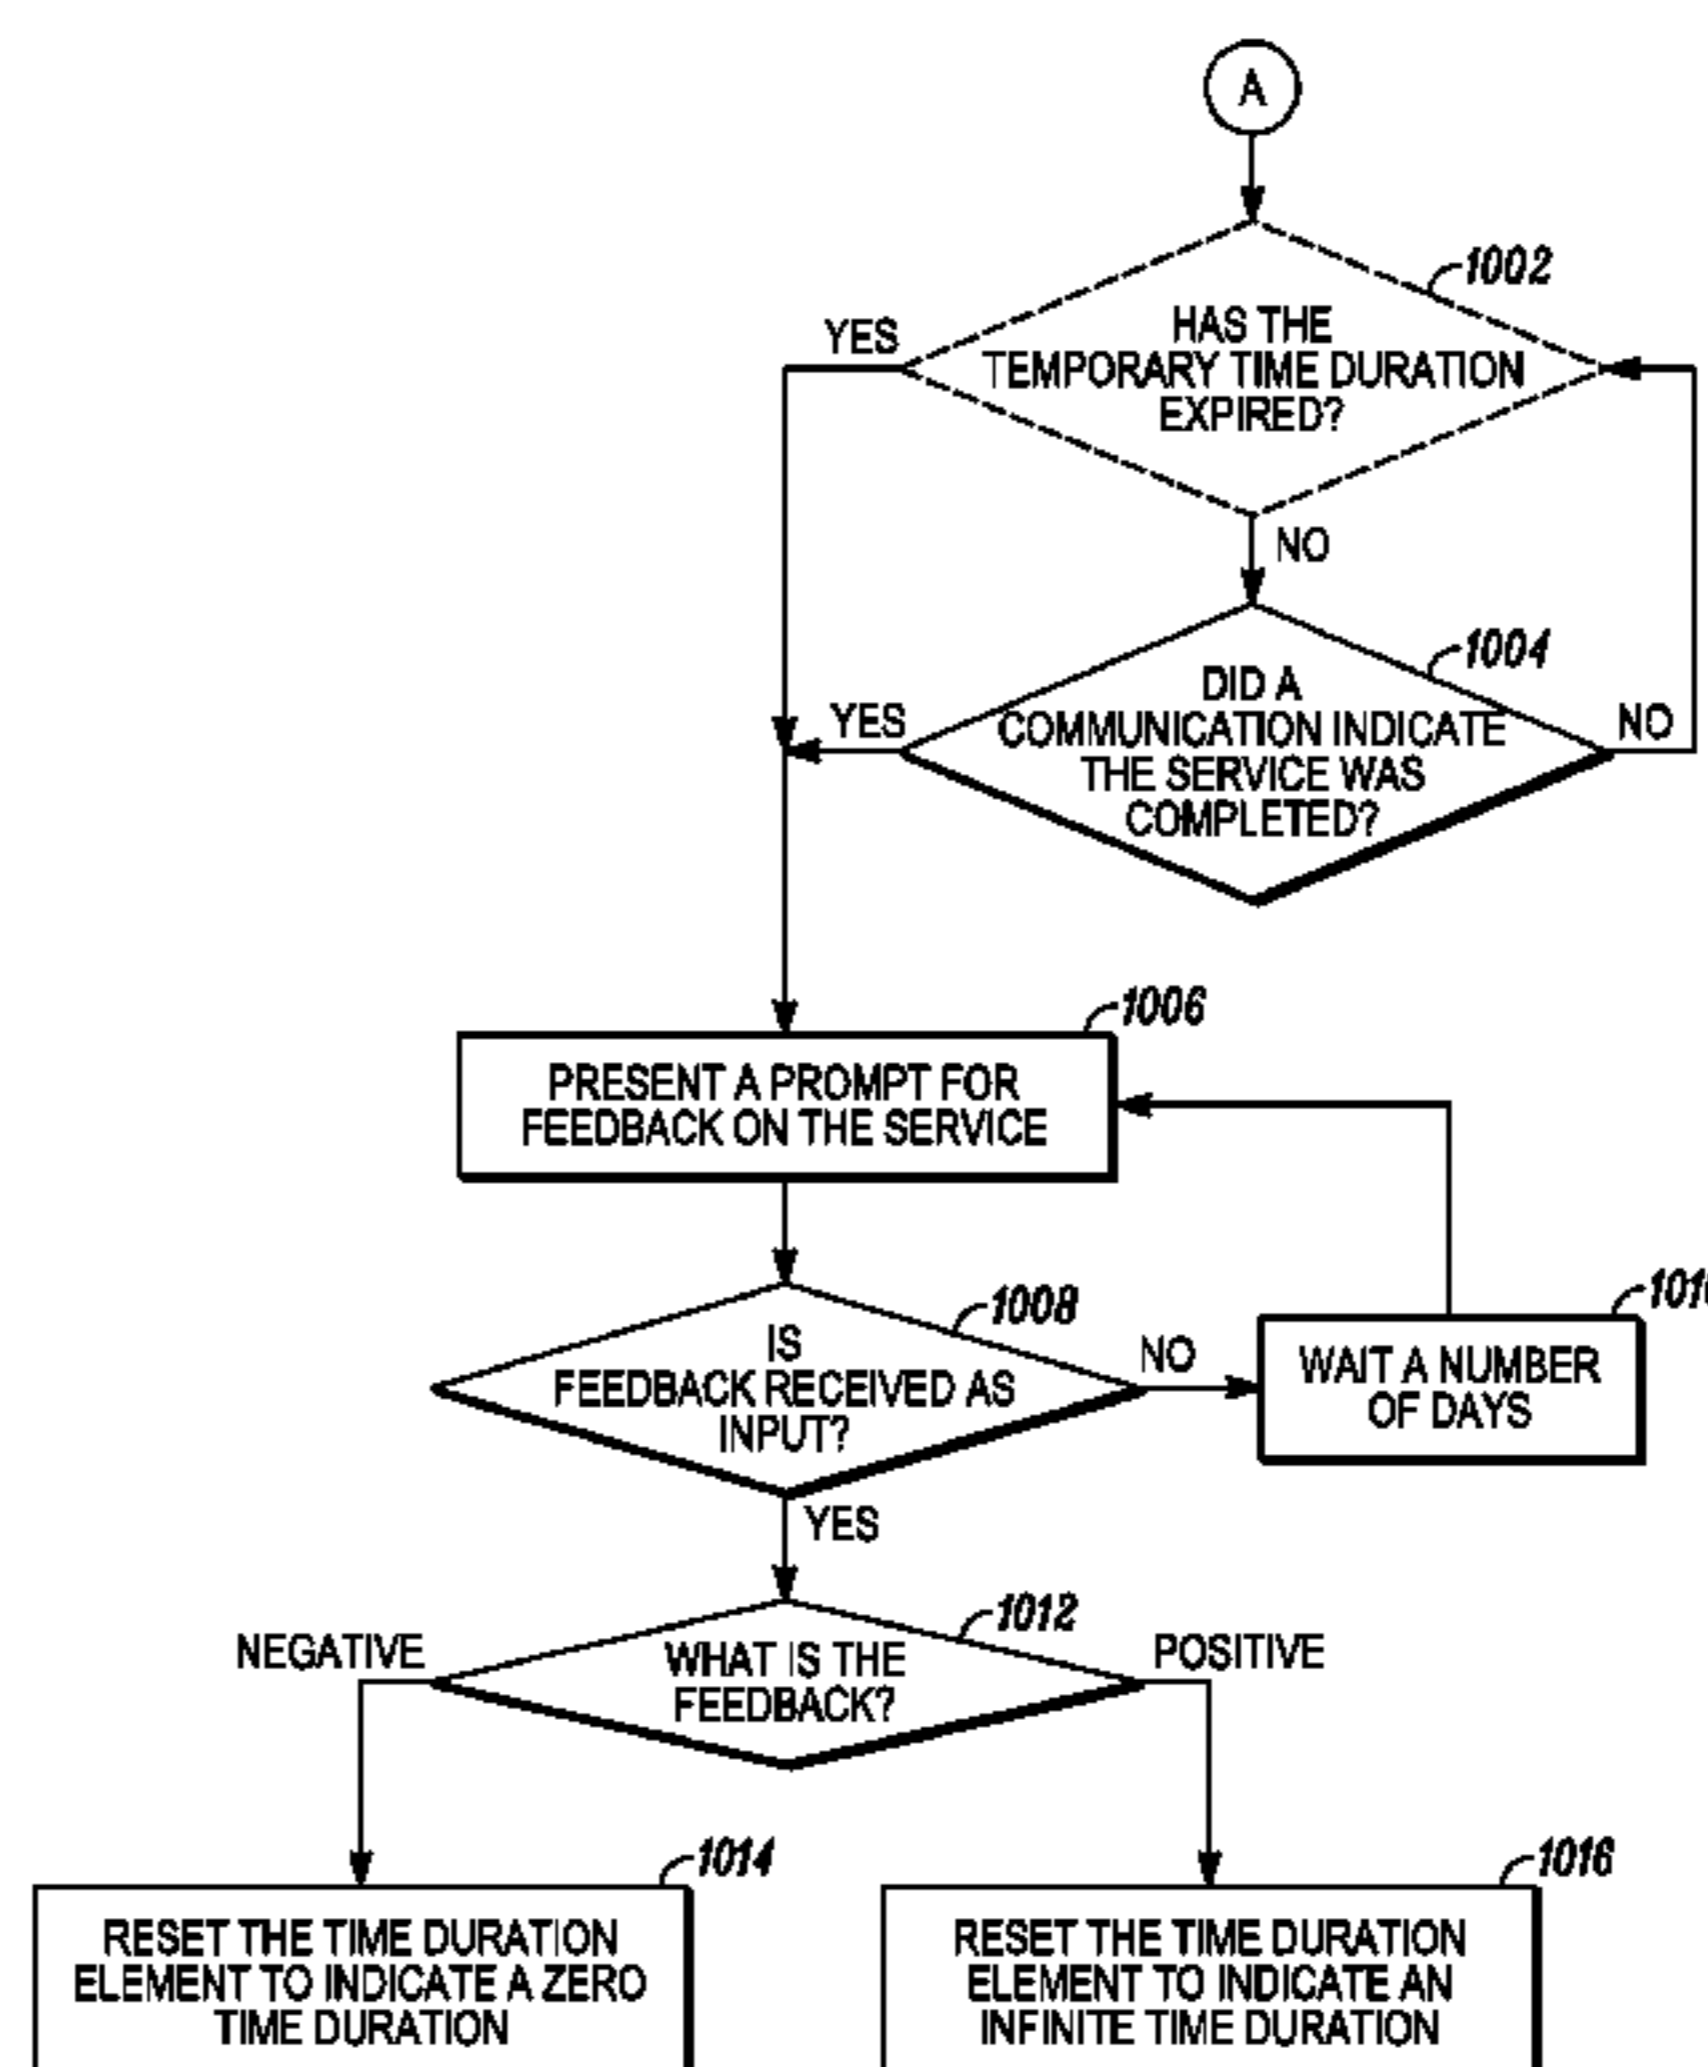 A
1002
HAS THE
TEMPORARY TIME DURATION
EXPIRED?
YES
NO
1004
DID A
COMMUNICATION INDICATE
THE SERVICE WAS
COMPLETED?
YES
NO
1006
PRESENT A PROMPT FOR
FEEDBACK ON THE SERVICE
1008
IS
FEEDBACK RECEIVED AS
INPUT?
NO
WAIT A NUMBER
OF DAYS
YES
1012
WHAT IS THE
FEEDBACK?
NEGATIVE
POSITIVE
1014
RESET THE TIME DURATION
ELEMENT TO INDICATE A ZERO
TIME DURATION
1016
RESET THE TIME DURATION
ELEMENT TO INDICATE AN
INFINITE TIME DURATION